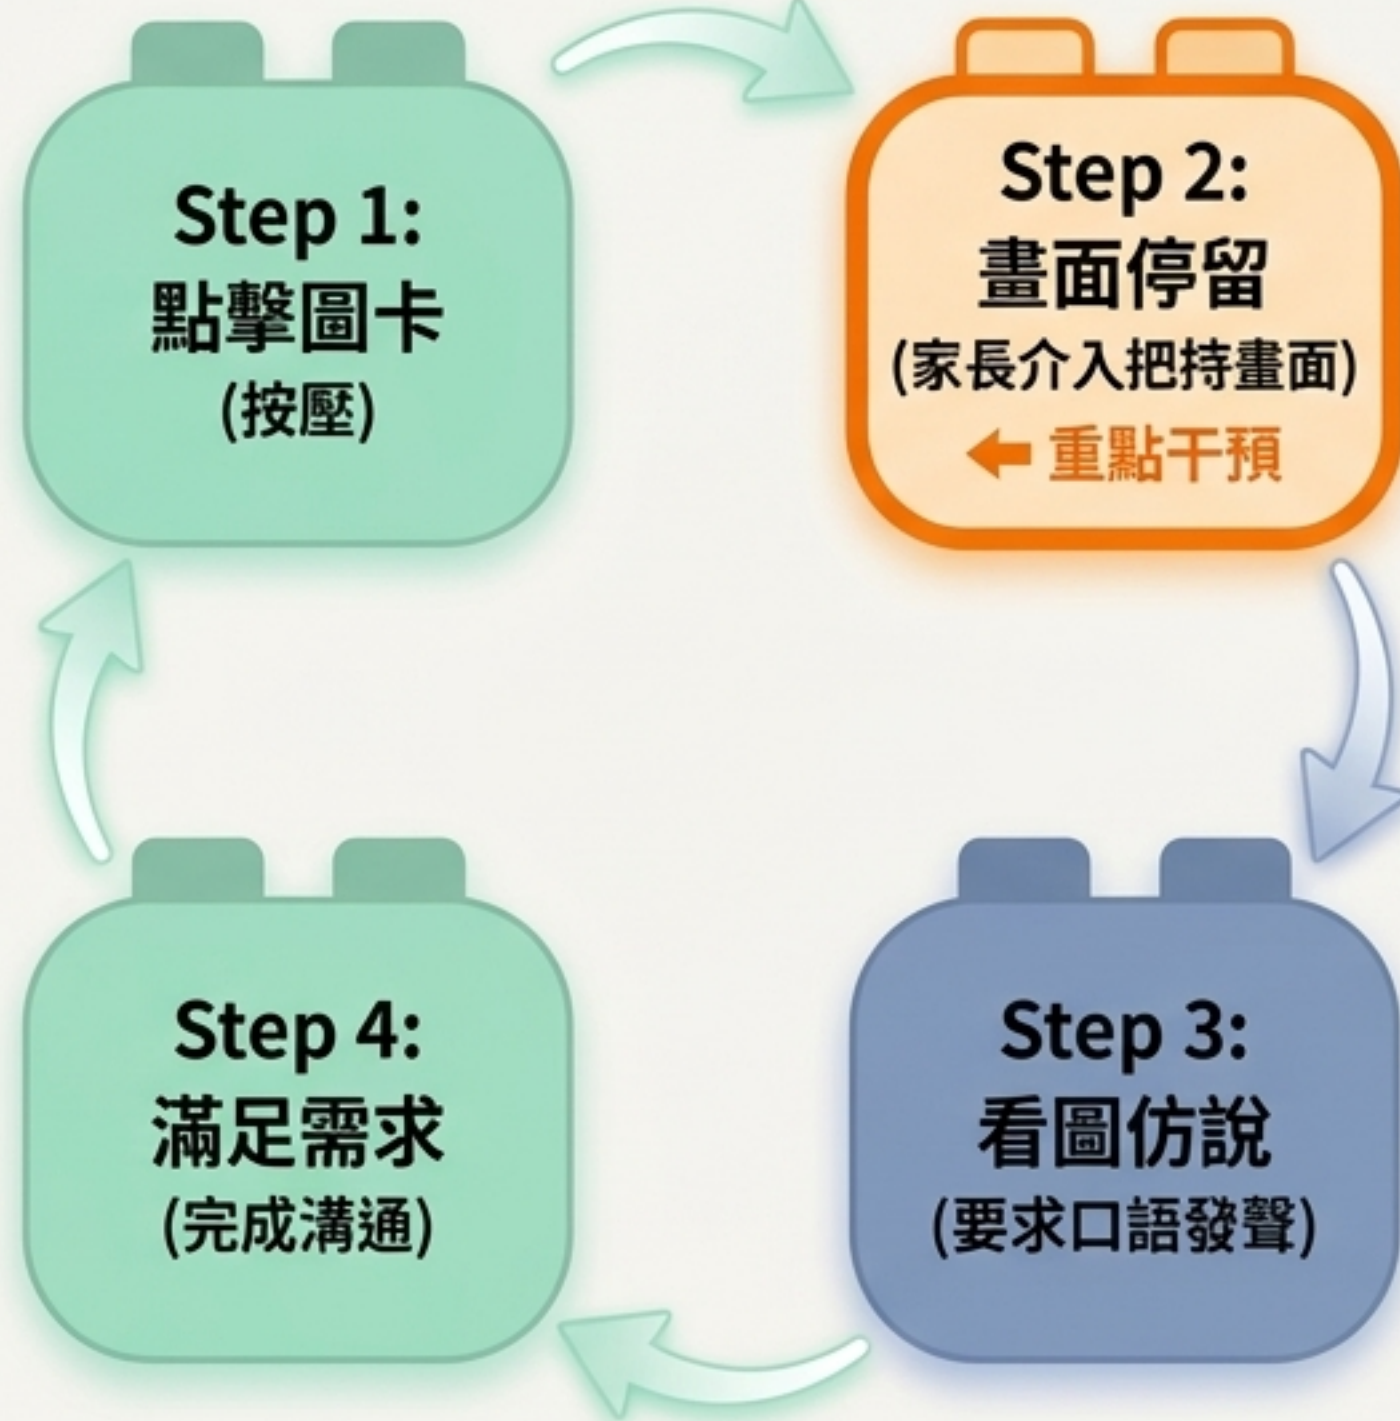 Step 1:
點擊圖卡
(按壓)
Step 2:
畫面停留
(家長介入把持畫面)
重點干預
Step 3:
看圖仿說
(要求口語發聲)
Step 4:
滿足需求
(完成溝通)